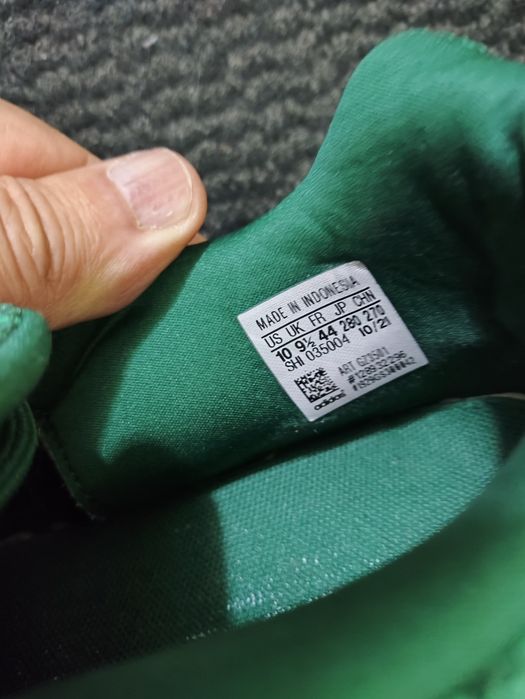 MADE IN INDONESIA
US UK FR JP CHN
10 9½ 44 280 270
SHI 035004 10/21
ART GZ3581
adidas